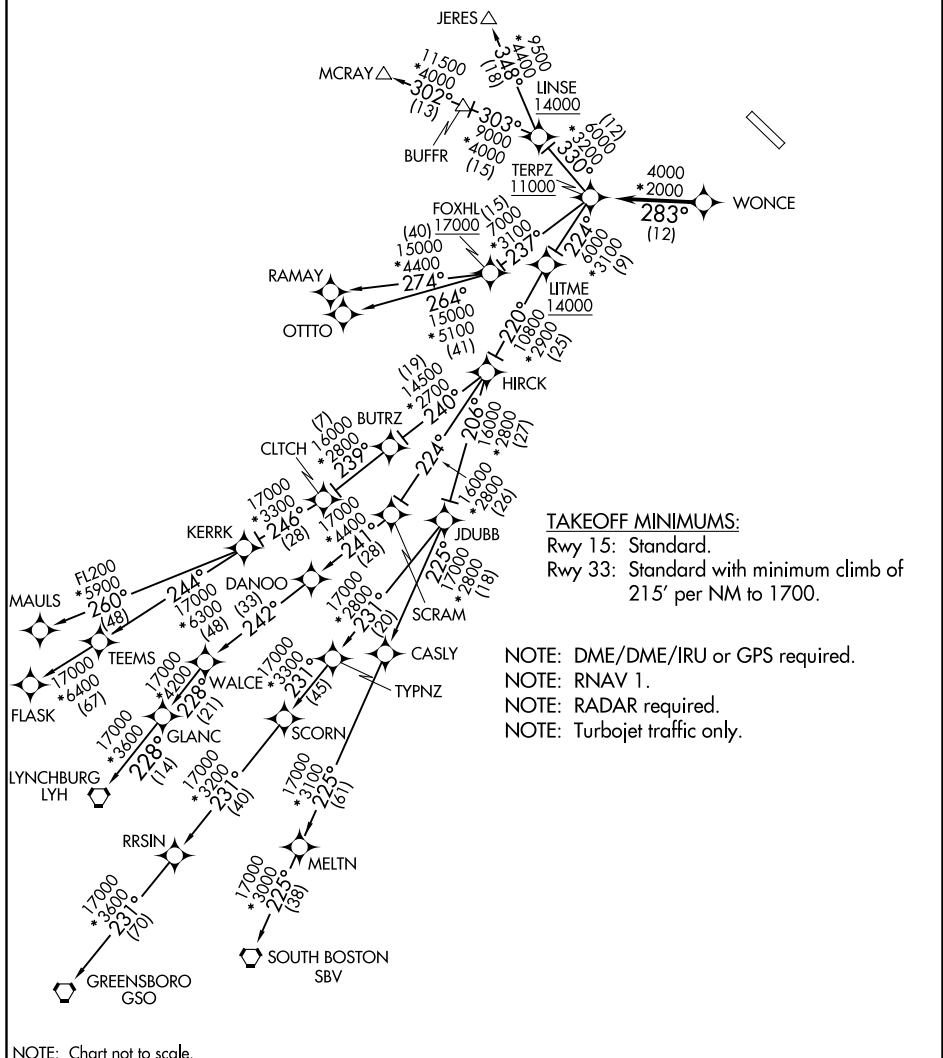 JERES
9500
*4400
348°
(18)
MCRAY
11500
*4000
302°
(13)
LINSE
14000
BUFFR
303°
9000
*4000
(15)
(12)
6000
*3200
330°
TERPZ
11000
4000
*2000
283°
(12)
WONCE
FOXHL
17000
(15)
7000
*3100
237°
224°
6000
*3100
(9)
(40)
15000
*4400
274°
RAMAY
OTTTO
264°
15000
*5100
(41)
LITME
14000
220°
10800
*2900
(25)
HIRCK
(19)
14500
*2700
240°
BUTRZ
(7)
16000
*2800
239°
CLTCH
224°
16000
*2800
(26)
206°
16000
*2800
(27)
17000
*3300
246°
(28)
KERRK
17000
*4400
241°
(28)
SCRAM
JDUBB
DANOO
FL200
*5900
260°
(48)
MAULS
244°
17000
*6300
(48)
TEEMS
17000
*6400
(67)
FLASK
(33)
242°
WALCE
17000
*2800
231°
(20)
TYPNZ
225°
17000
*2800
(18)
CASLY
17000
*4200
228°
(21)
GLANC
17000
*3300
231°
(45)
SCORN
17000
*3600
228°
(14)
LYNCHBURG
LYH
17000
*3200
231°
(40)
RRSIN
17000
*3100
225°
(61)
MELTN
17000
*3600
231°
(70)
GREENSBORO
GSO
17000
*3000
225°
(38)
SOUTH BOSTON
SBV
TAKEOFF MINIMUMS:
Rwy 15: Standard.
Rwy 33: Standard with minimum climb of
215' per NM to 1700.
NOTE: DME/DME/IRU or GPS required.
NOTE: RNAV 1.
NOTE: RADAR required.
NOTE: Turbojet traffic only.
NOTE: Chart not to scale.